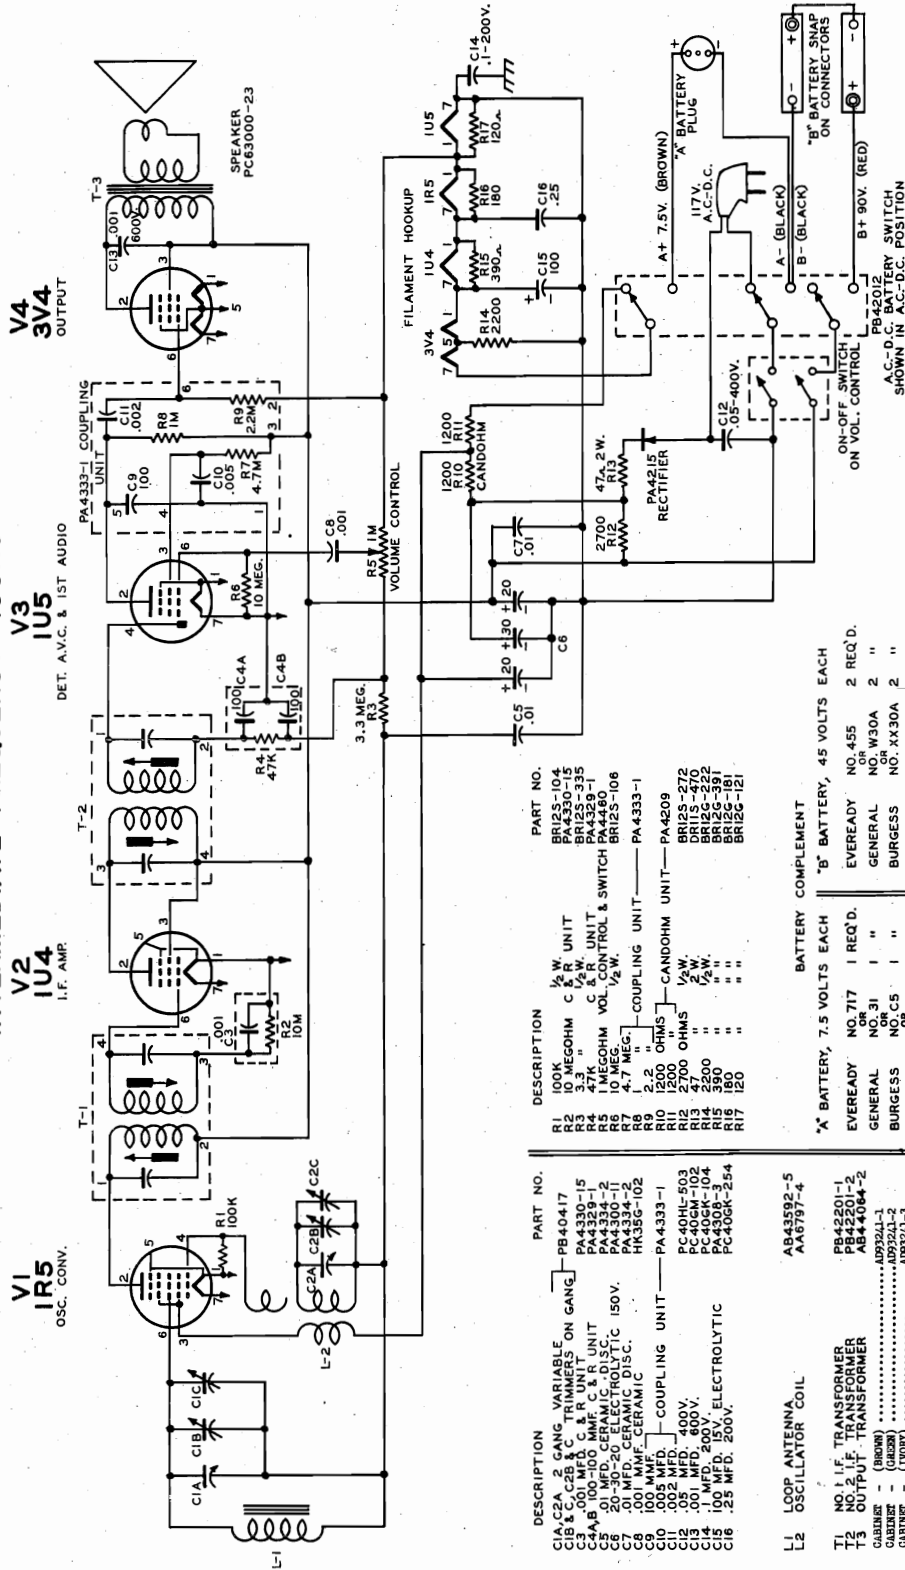 V1
1R5
OSC. CONV.
V2
1U4
I.F. AMP.
V3
1U5
DET. A.V.C. & 1ST AUDIO
V4
3V4
OUTPUT
L-1
C1A
C1B
C1C
L-2
R1
100K
C2A
C2B
C2C
T-1
.001
C3
R2
10M
T-2
C4A
100
100
C4B
R4
47K
3.3 MEG.
R3
R6
10 MEG.
C8
.001
R5 1M
VOLUME CONTROL
PA4333-1 COUPLING
UNIT
C9
100
C11
.002
R8
1M
C10
.005
R7
4.7M
R9
2.2M
T-3
C13 .001
600V.
SPEAKER
PC63000-23
FILAMENT HOOKUP
3V4
1U4
1R5
1U5
R14
2200
R15
390Ω
R16
180
R17
120Ω
C15
100
C16
.25
C14
.1-200V.
1200
R10
1200
R11
CANDOHM
C5
.01
+ 20
+ 30
+ 20
C6
C7
.01
2700
R12
47Ω 2W.
R13
PA4215
RECTIFIER
C12
.05-400V.
ON-OFF SWITCH
ON VOL. CONTROL
A+ 7.5V. (BROWN)
"A" BATTERY
PLUG
117V.
A.C.-D.C.
A- (BLACK)
B- (BLACK)
B+ 90V. (RED)
"B" BATTERY SNAP
ON CONNECTORS
PB42012
A.C.-D.C. BATTERY SWITCH
SHOWN IN A.C.-D.C. POSITION
DESCRIPTION PART NO.
C1A,C2A 2 GANG VARIABLE
C1B & C, C2B & C TRIMMERS ON GANG PB40417
C3 .001 MFD. C & R UNIT PA4330-15
C4A,B 100-100 MMF. C & R UNIT PA4329-1
C5 .01 MFD. CERAMIC DISC. PA4334-2
C6 20-30-20 ELECTROLYTIC 150V. PA4300-11
C7 .01 MFD. CERAMIC DISC. PA4334-2
C8 .001 MMF. CERAMIC HK35G-102
C9 100 MMF.
C10 .005 MFD. COUPLING UNIT PA4333-1
C11 .002 MFD.
C12 .05 MFD. 400V. PC40HL-503
C13 .001 MFD. 600V. PC40GM-102
C14 .1 MFD. 200V. PC40GK-104
C15 100 MFD. 15V. ELECTROLYTIC PA4308-3
C16 .25 MFD. 200V. PC40GK-254
L1 LOOP ANTENNA AB43592-5
L2 OSCILLATOR COIL AA6797-4
T1 NO. 1 I.F. TRANSFORMER PB42201-1
T2 NO. 2 I.F. TRANSFORMER PB42201-2
T3 OUTPUT TRANSFORMER AB44064-2
CABINET - (BROWN) AD93241-1
CABINET - (GREEN) AD93241-2
DESCRIPTION PART NO.
R1 100K 1/2W. BR12S-104
R2 10 MEGOHM C & R UNIT PA4330-15
R3 3.3 " 1/2W. BR12S-335
R4 47K C & R UNIT PA4329-1
R5 1 MEGOHM VOL. CONTROL & SWITCH PA4460
R6 10 MEG. 1/2W. BR12S-106
R7 4.7 MEG.
R8 1 " COUPLING UNIT PA4333-1
R9 2.2 "
R10 1200 OHMS
R11 1200 " CANDOHM UNIT PA4209
R12 2700 OHMS 1/2W. BR12S-272
R13 47 " 2W. DR11S-470
R14 2200 " 1/2W. BR12G-222
R15 390 " " BR12G-391
R16 180 " " BR12G-181
R17 120 " " BR12G-121
BATTERY COMPLEMENT
"A" BATTERY, 7.5 VOLTS EACH
EVEREADY NO. 717 1 REQ'D.
OR
GENERAL NO. 31 1 "
OR
BURGESS NO. C5 1 "
OR
"B" BATTERY, 45 VOLTS EACH
EVEREADY NO. 455 2 REQ'D.
OR
GENERAL NO. W30A 2 "
OR
BURGESS NO. XX30A 2 "